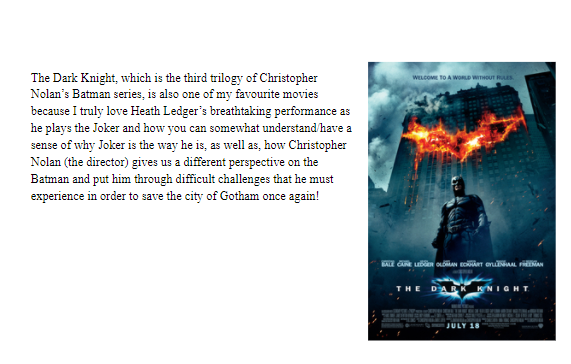 The Dark Knight, which is the third trilogy of Christopher
Nolan's Batman series, is also one of my favourite movies
because I truly love Heath Ledger's breathtaking performance as
he plays the Joker and how you can somewhat understand/have a
sense of why Joker is the way he is, as well as, how Christopher
Nolan (the director) gives us a different perspective on the
Batman and put him through difficult challenges that he must
experience in order to save the city of Gotham once again!
WELCOME TO A WORLD WITHOUT RULES
BALE CAINE LEDGER OLDMAN ECKHART GYLLENHAAL FREEMAN
THE DARK KNIGHT
JULY 18